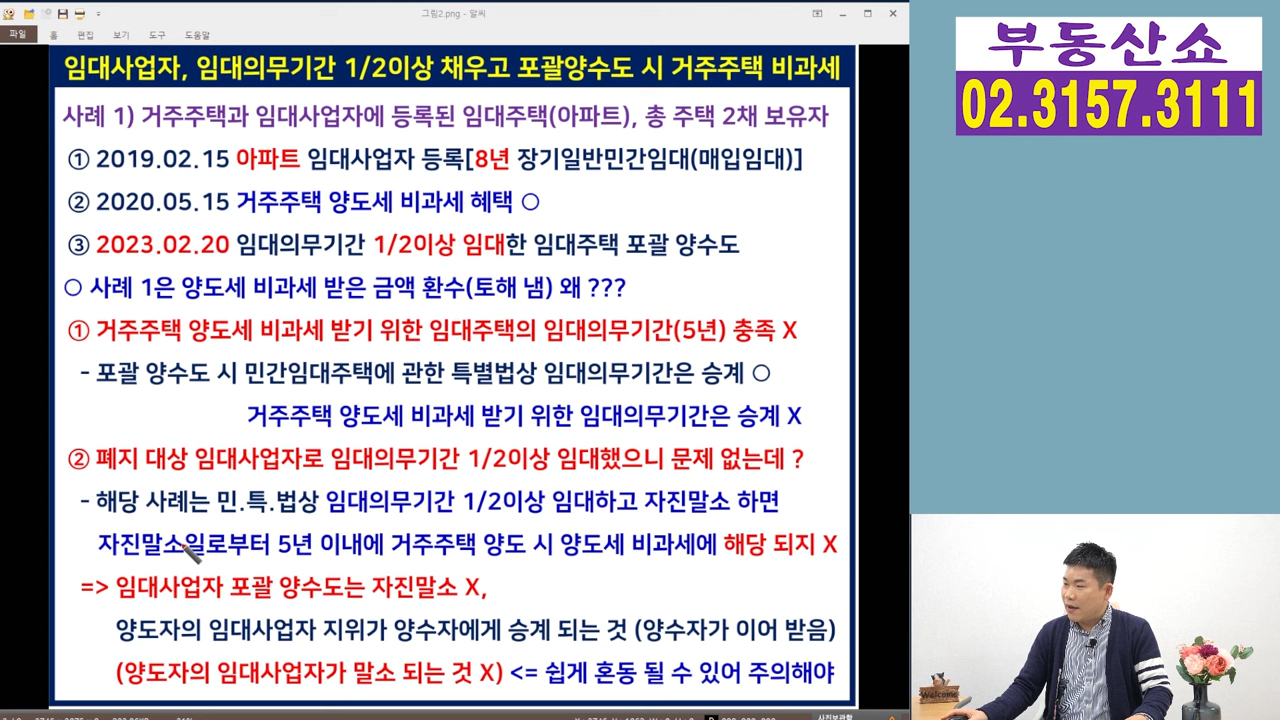 그림2.png - 알씨
파일 홈 편집 보기 도구 도움말
임대사업자, 임대의무기간 1/2이상 채우고 포괄양수도 시 거주주택 비과세
사례 1) 거주주택과 임대사업자에 등록된 임대주택(아파트), 총 주택 2채 보유자
① 2019.02.15 아파트 임대사업자 등록[8년 장기일반민간임대(매입임대)]
② 2020.05.15 거주주택 양도세 비과세 혜택 ○
③ 2023.02.20 임대의무기간 1/2이상 임대한 임대주택 포괄 양수도
○ 사례 1은 양도세 비과세 받은 금액 환수(토해 냄) 왜 ???
① 거주주택 양도세 비과세 받기 위한 임대주택의 임대의무기간(5년) 충족 X
- 포괄 양수도 시 민간임대주택에 관한 특별법상 임대의무기간은 승계 ○
거주주택 양도세 비과세 받기 위한 임대의무기간은 승계 X
② 폐지 대상 임대사업자로 임대의무기간 1/2이상 임대했으니 문제 없는데 ?
- 해당 사례는 민.특.법상 임대의무기간 1/2이상 임대하고 자진말소 하면
자진말소일로부터 5년 이내에 거주주택 양도 시 양도세 비과세에 해당 되지 X
=> 임대사업자 포괄 양수도는 자진말소 X,
양도자의 임대사업자 지위가 양수자에게 승계 되는 것 (양수자가 이어 받음)
(양도자의 임대사업자가 말소 되는 것 X) <= 쉽게 혼동 될 수 있어 주의해야
부동산쇼
02.3157.3111
Welcome